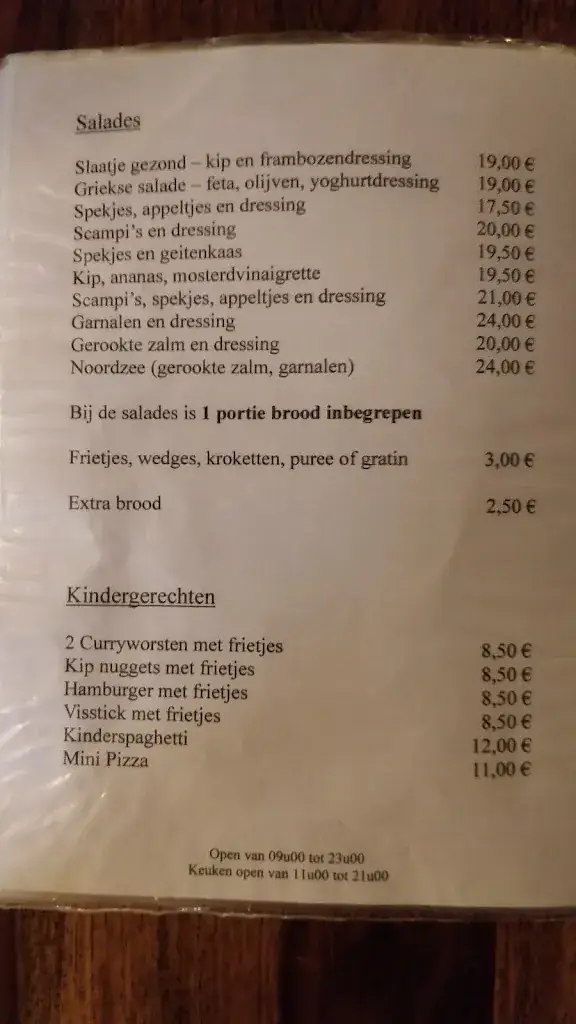 Salades
Slaatje gezond – kip en frambozendressing 19,00 €
Griekse salade – feta, olijven, yoghurtdressing 19,00 €
Spekjes, appeltjes en dressing 17,50 €
Scampi's en dressing 20,00 €
Spekjes en geitenkaas 19,50 €
Kip, ananas, mosterdvinaigrette 19,50 €
Scampi's, spekjes, appeltjes en dressing 21,00 €
Garnalen en dressing 24,00 €
Gerookte zalm en dressing 20,00 €
Noordzee (gerookte zalm, garnalen) 24,00 €
Bij de salades is 1 portie brood inbegrepen
Frietjes, wedges, kroketten, puree of gratin 3,00 €
Extra brood 2,50 €
Kindergerechten
2 Curryworsten met frietjes 8,50 €
Kip nuggets met frietjes 8,50 €
Hamburger met frietjes 8,50 €
Visstick met frietjes 8,50 €
Kinderspaghetti 12,00 €
Mini Pizza 11,00 €
Open van 09u00 tot 23u00
Keuken open van 11u00 tot 21u00